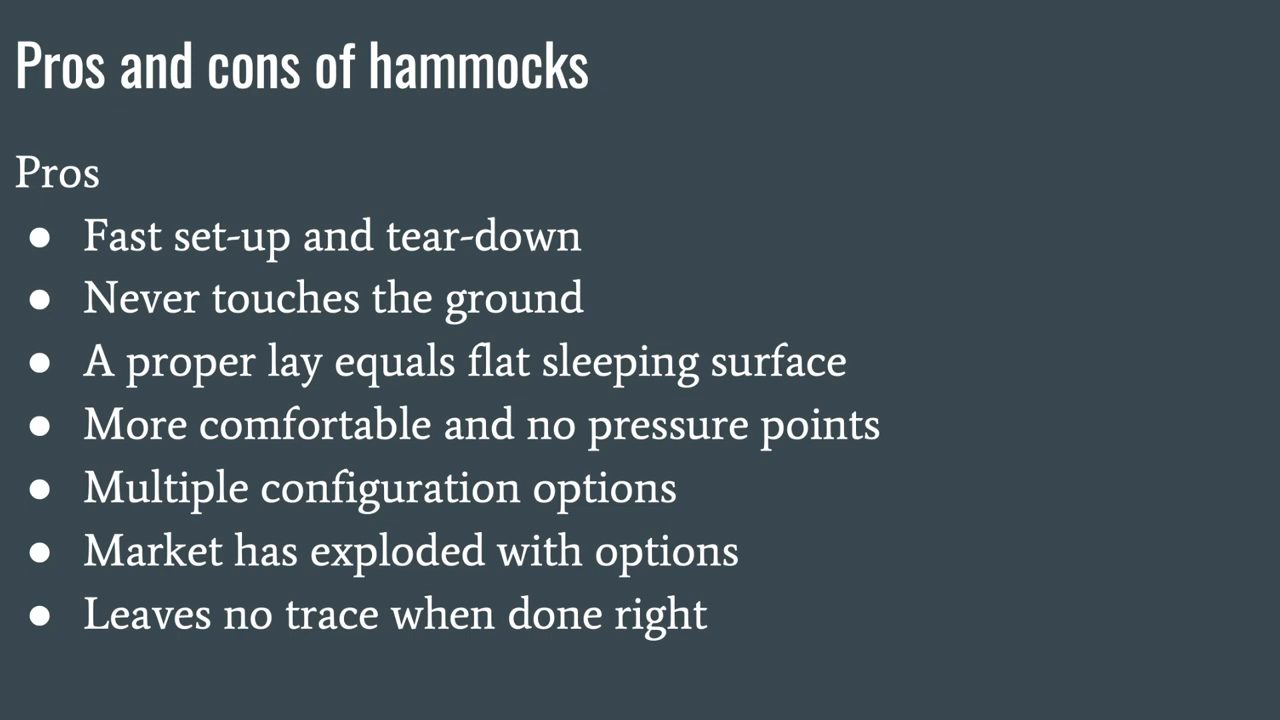 Pros and cons of hammocks
Pros
● Fast set-up and tear-down
● Never touches the ground
● A proper lay equals flat sleeping surface
● More comfortable and no pressure points
● Multiple configuration options
● Market has exploded with options
● Leaves no trace when done right